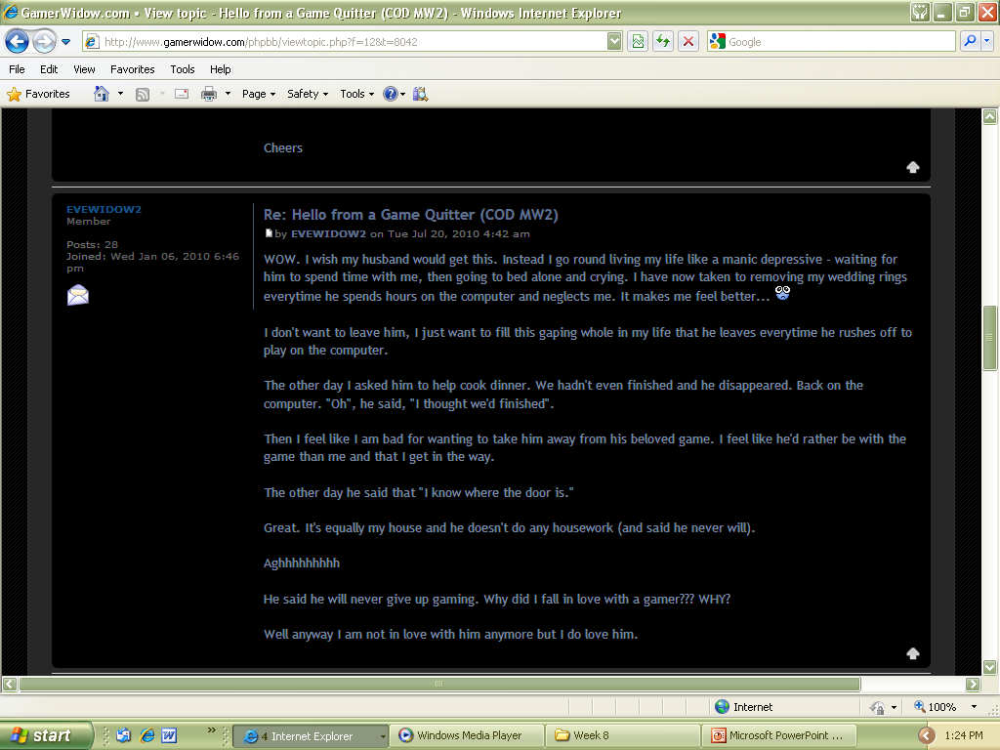 GamerWidow.com • View topic - Hello from a Game Quitter (COD MW2) - Windows Internet Explorer
http://www.gamerwidow.com/phpbb/viewtopic.php?f=12&t=8042
Google
File Edit View Favorites Tools Help
Favorites Page Safety Tools
Cheers
EVEWIDOW2
Member
Posts: 28
Joined: Wed Jan 06, 2010 6:46
pm
Re: Hello from a Game Quitter (COD MW2)
by EVEWIDOW2 on Tue Jul 20, 2010 4:42 am
WOW. I wish my husband would get this. Instead I go round living my life like a manic depressive - waiting for
him to spend time with me, then going to bed alone and crying. I have now taken to removing my wedding rings
everytime he spends hours on the computer and neglects me. It makes me feel better...
I don't want to leave him, I just want to fill this gaping whole in my life that he leaves everytime he rushes off to
play on the computer.
The other day I asked him to help cook dinner. We hadn't even finished and he disappeared. Back on the
computer. "Oh", he said, "I thought we'd finished".
Then I feel like I am bad for wanting to take him away from his beloved game. I feel like he'd rather be with the
game than me and that I get in the way.
The other day he said that "I know where the door is."
Great. It's equally my house and he doesn't do any housework (and said he never will).
Aghhhhhhhhh
He said he will never give up gaming. Why did I fall in love with a gamer??? WHY?
Well anyway I am not in love with him anymore but I do love him.
Internet 100%
start 4 Internet Explorer Windows Media Player Week 8 Microsoft PowerPoint ... 1:24 PM